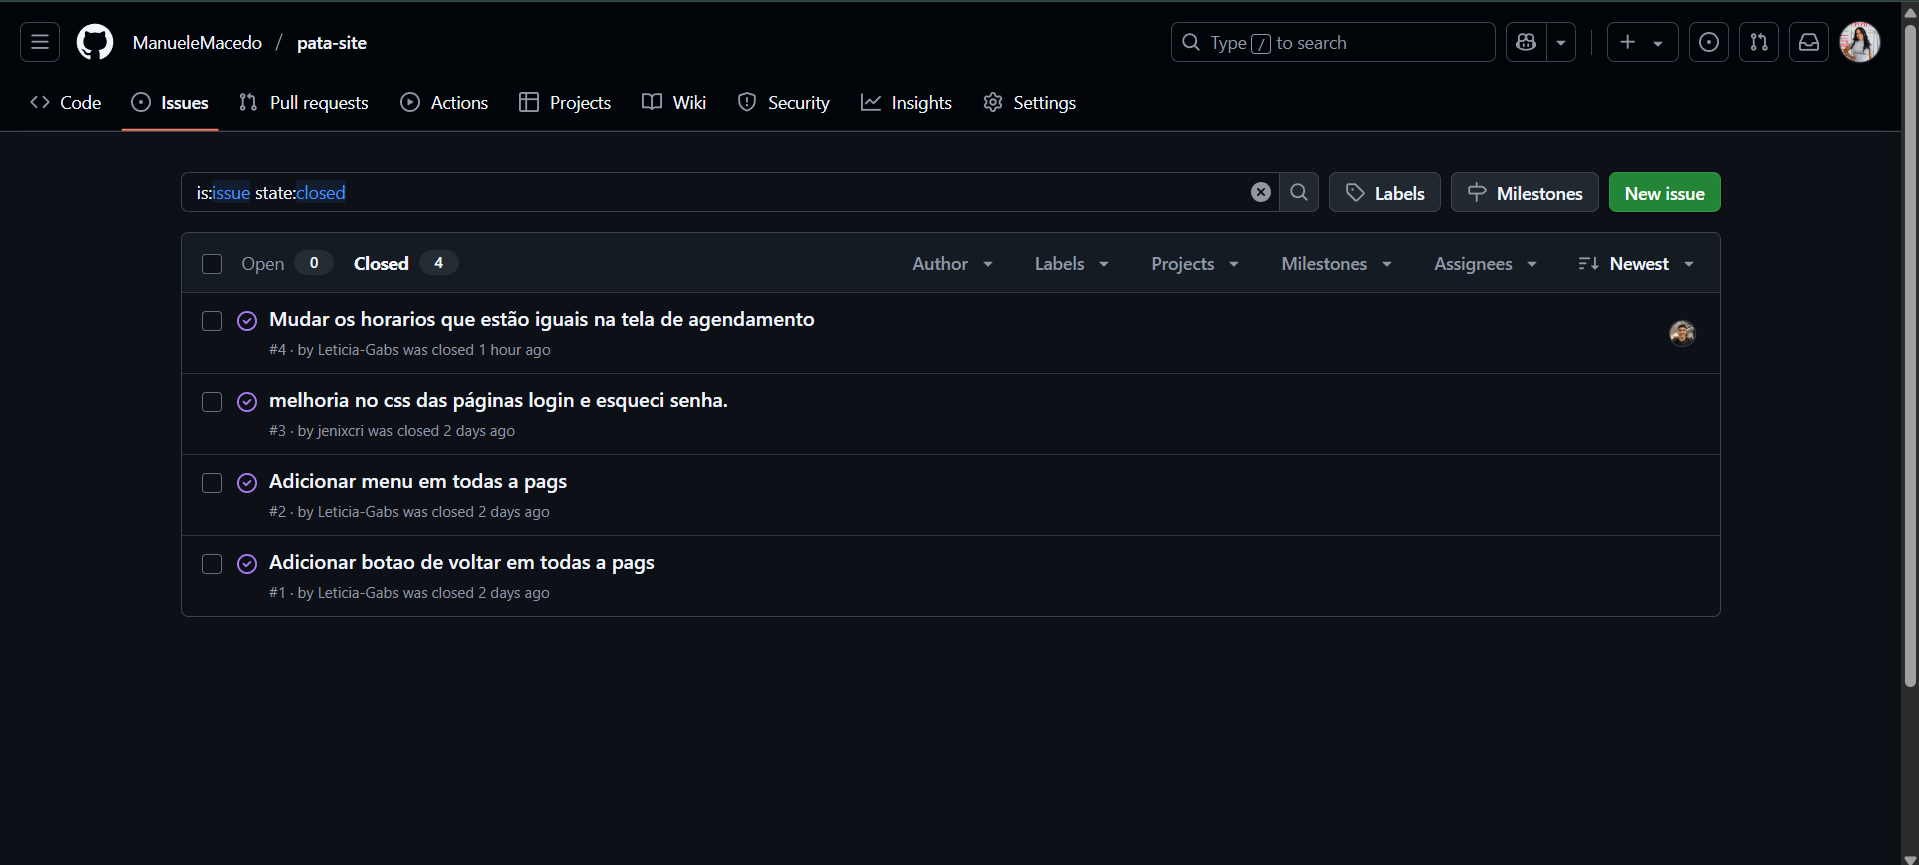 ManueleMacedo / pata-site
Type / to search
Code Issues Pull requests Actions Projects Wiki Security Insights Settings
is:issue state:closed
Labels Milestones New issue
Open 0 Closed 4 Author Labels Projects Milestones Assignees Newest
Mudar os horarios que estão iguais na tela de agendamento
#4 · by Leticia-Gabs was closed 1 hour ago
melhoria no css das páginas login e esqueci senha.
#3 · by jenixcri was closed 2 days ago
Adicionar menu em todas a pags
#2 · by Leticia-Gabs was closed 2 days ago
Adicionar botao de voltar em todas a pags
#1 · by Leticia-Gabs was closed 2 days ago